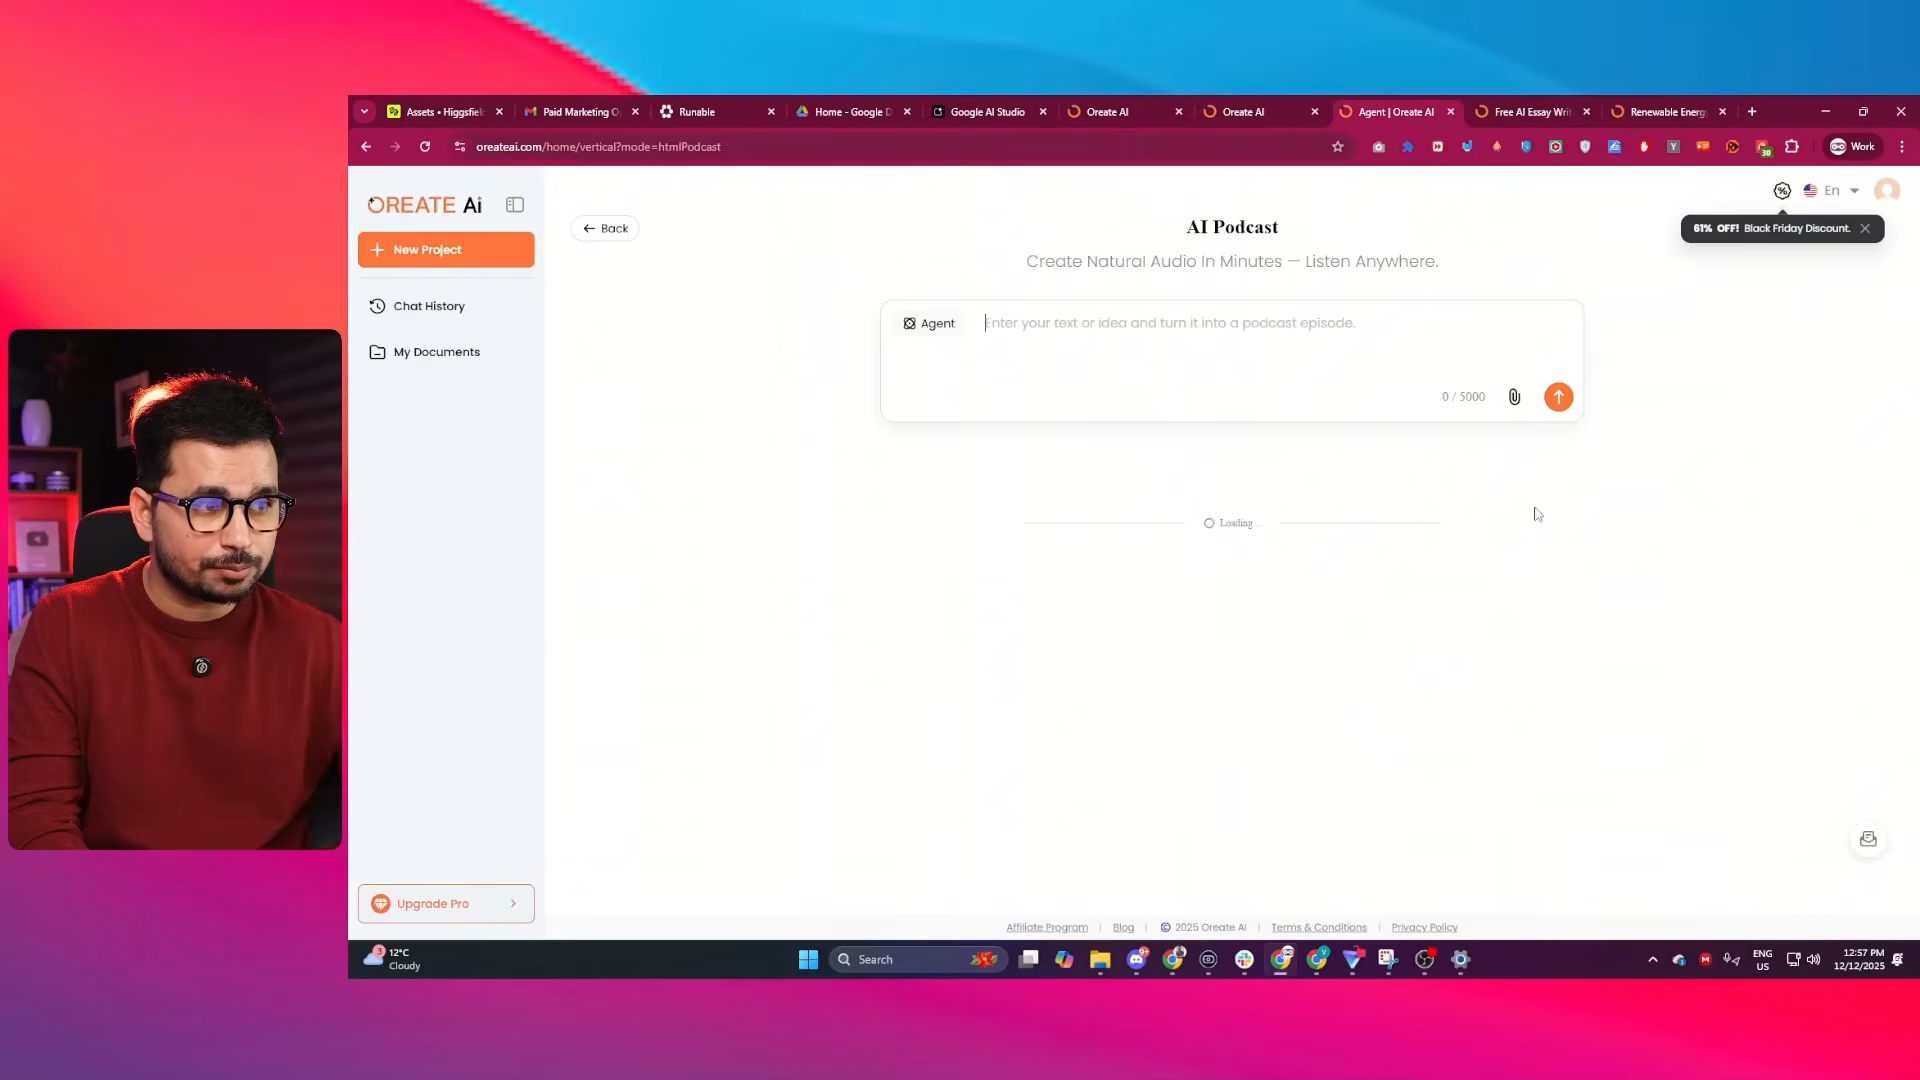 Assets • Higgsfiel
Paid Marketing O
Runable
Home - Google D
Google AI Studio
Oreate AI
Oreate AI
Agent | Oreate AI
Free AI Essay Writ
Renewable Energ
oreateai.com/home/vertical?mode=htmlPodcast
30
Work
OREATE Ai
New Project
Chat History
My Documents
Upgrade Pro
Back
AI Podcast
Create Natural Audio In Minutes — Listen Anywhere.
En
61% OFF! Black Friday Discount.
Agent
Enter your text or idea and turn it into a podcast episode.
0 / 5000
Loading ...
Affiliate Program | Blog | © 2025 Oreate AI | Terms & Conditions | Privacy Policy
3
12°C
Cloudy
Search
9+
ENG
US
12:57 PM
12/12/2025